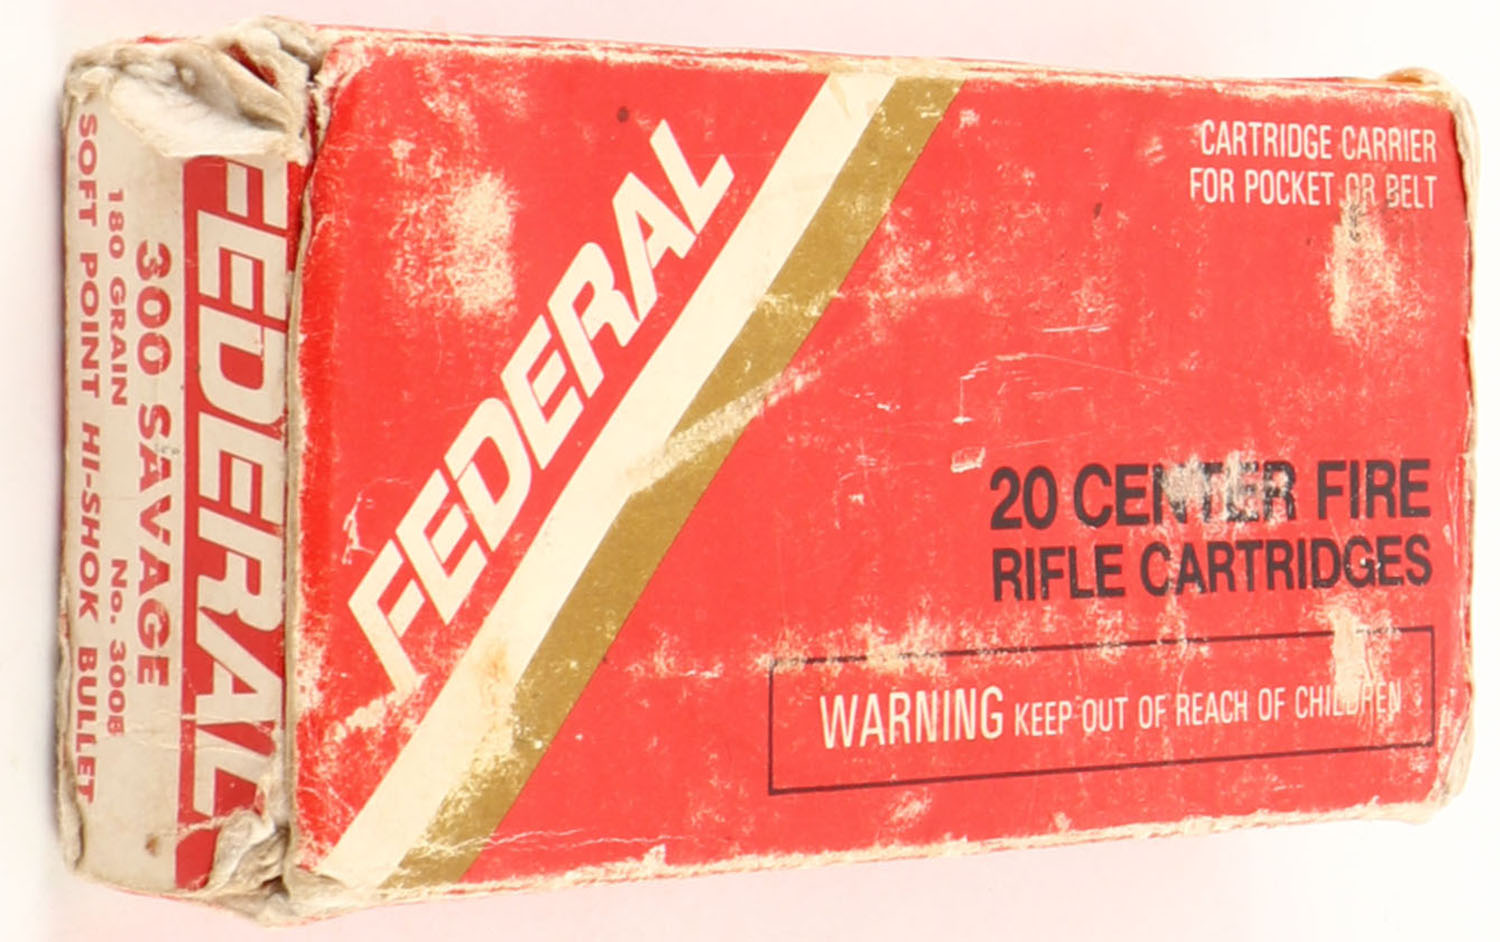 FEDERAL
CARTRIDGE CARRIER
FOR POCKET OR BELT
20 CENTER FIRE
RIFLE CARTRIDGES
WARNING KEEP OUT OF REACH OF CHILDREN
FEDERAL
300 SAVAGE
180 GRAIN No. 300B
SOFT POINT HI-SHOK BULLET